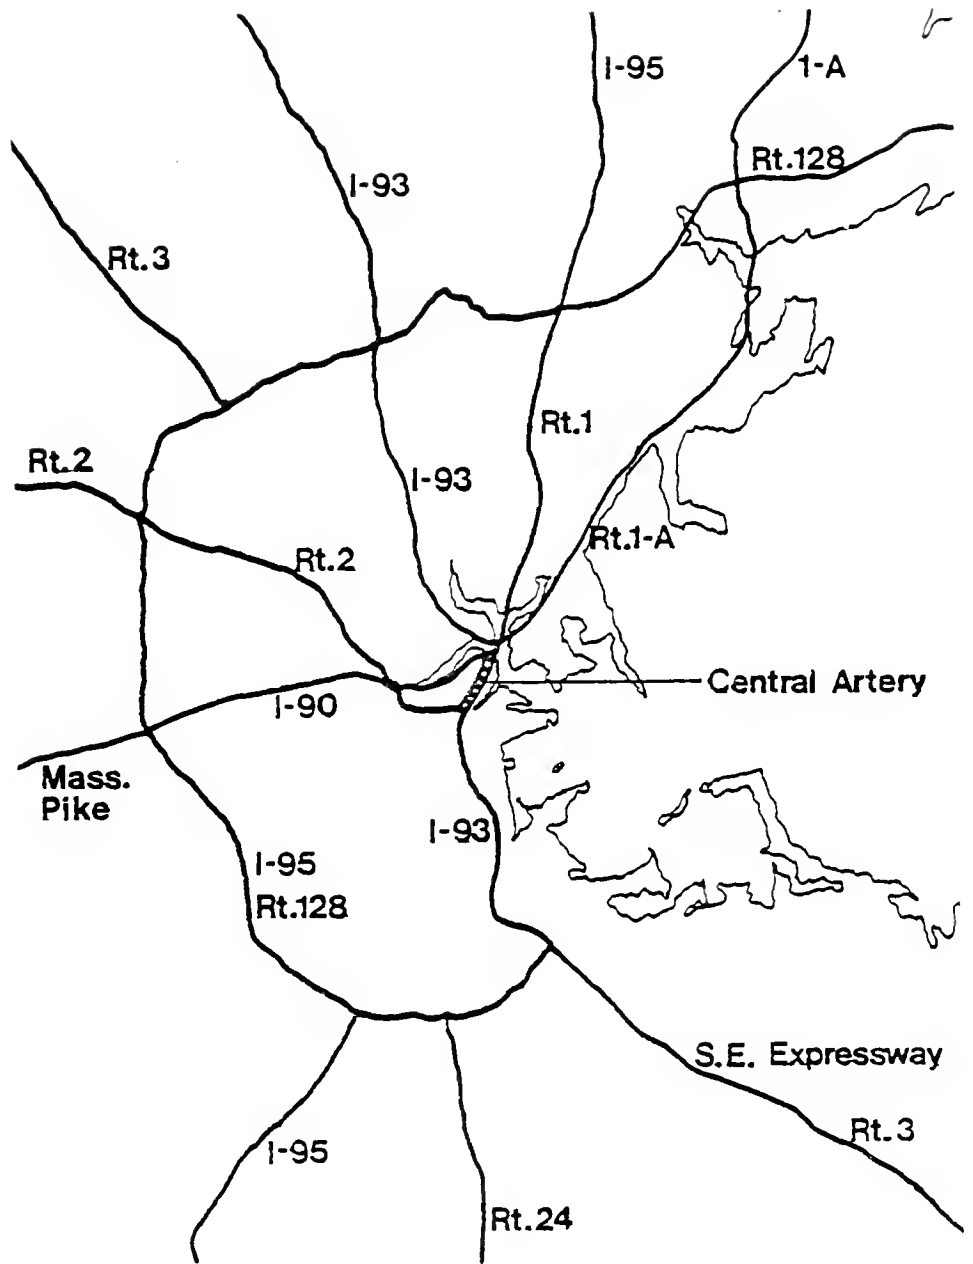 I-95
1-A
Rt.128
I-93
Rt.3
Rt.1
Rt.2
I-93
Rt.1-A
Rt.2
Central Artery
I-90
Mass.
Pike
I-93
I-95
Rt.128
S.E. Expressway
Rt.3
I-95
Rt.24